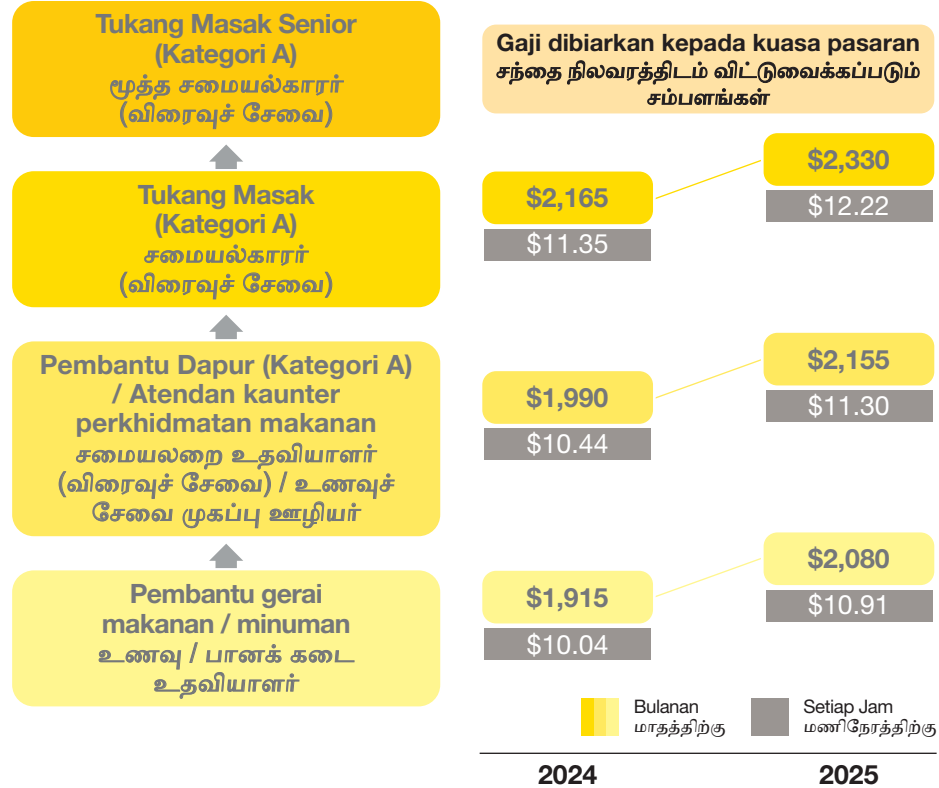 Tukang Masak Senior
(Kategori A)
மூத்த சமையல்காரர்
(விரைவுச் சேவை)
Gaji dibiarkan kepada kuasa pasaran
சந்தை நிலவரத்திடம் விட்டுவைக்கப்படும்
சம்பளங்கள்
Tukang Masak
(Kategori A)
சமையல்காரர்
(விரைவுச் சேவை)
$2,165
$11.35
$2,330
$12.22
Pembantu Dapur (Kategori A)
/ Atendan kaunter
perkhidmatan makanan
சமையலறை உதவியாளர்
(விரைவுச் சேவை) / உணவுச்
சேவை முகப்பு ஊழியர்
$1,990
$10.44
$2,155
$11.30
Pembantu gerai
makanan / minuman
உணவு / பானக் கடை
உதவியாளர்
$1,915
$10.04
$2,080
$10.91
Bulanan
மாதத்திற்கு
Setiap Jam
மணிநேரத்திற்கு
2024
2025